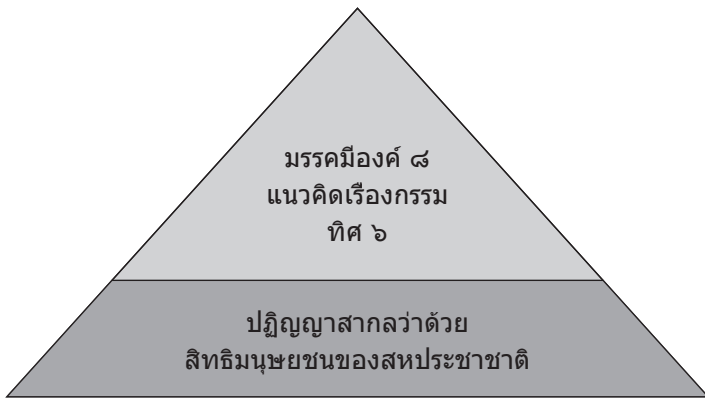 มรรคมีองค์ ๘
แนวคิดเรื่องกรรม
ทิศ ๖
ปฏิญญาสากลว่าด้วย
สิทธิมนุษยชนของสหประชาชาติ